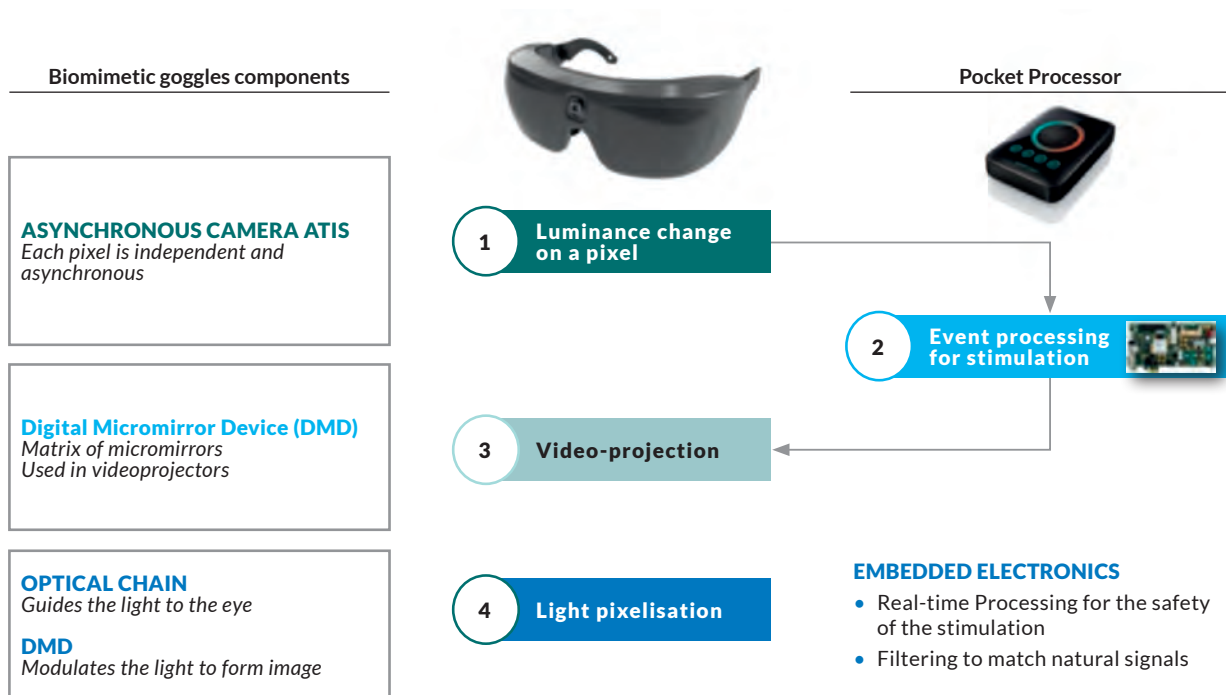 Biomimetic goggles components
Pocket Processor
ASYNCHRONOUS CAMERA ATIS
Each pixel is independent and
asynchronous
1
Luminance change
on a pixel
2
Event processing
for stimulation
Digital Micromirror Device (DMD)
Matrix of micromirrors
Used in videoprojectors
3
Video-projection
OPTICAL CHAIN
Guides the light to the eye
DMD
Modulates the light to form image
4
Light pixelisation
EMBEDDED ELECTRONICS
• Real-time Processing for the safety
of the stimulation
• Filtering to match natural signals